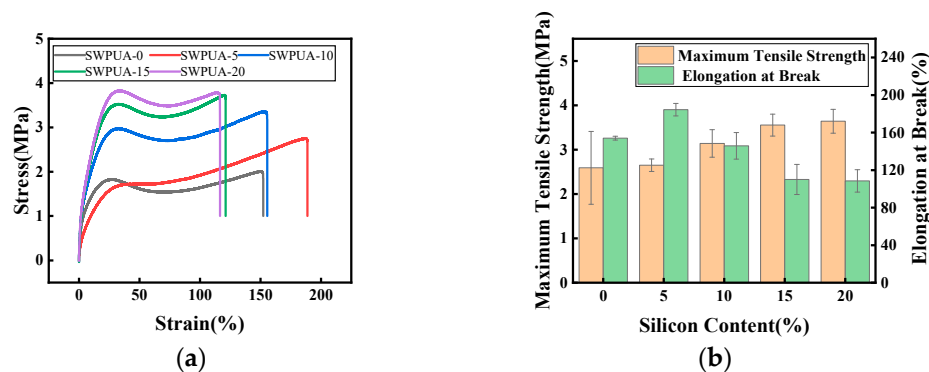 SWPUA-0 SWPUA-5 SWPUA-10
SWPUA-15 SWPUA-20
Stress(MPa)
5
4
3
2
1
0
0 50 100 150 200
Strain(%)
(a)
Maximum Tensile Strength
Elongation at Break
Maximum Tensile Strength(MPa)
5
4
3
2
1
0
0 5 10 15 20
Silicon Content(%)
240
200
160
120
80
40
0
Elongation at Break(%)
(b)